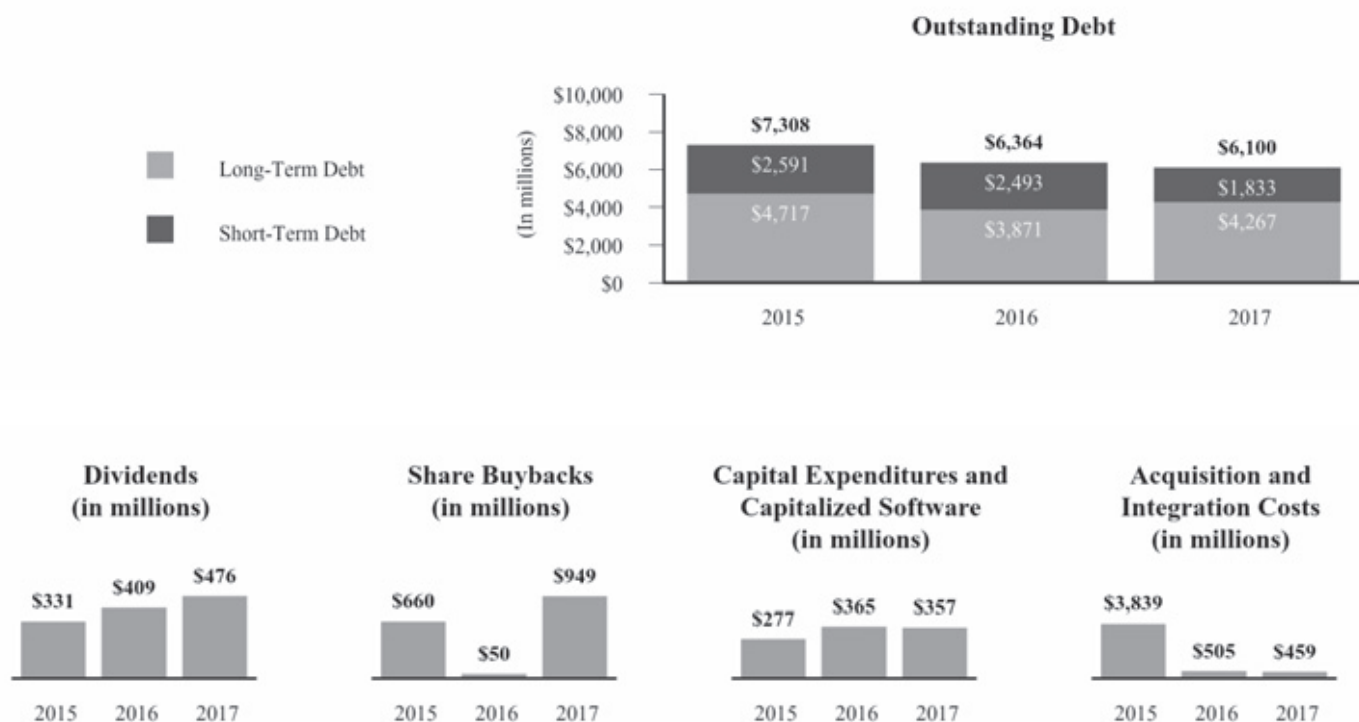 Outstanding Debt
Long-Term Debt
Short-Term Debt
(In millions)
$10,000
$8,000
$6,000
$4,000
$2,000
$0
$7,308
$2,591
$4,717
$6,364
$2,493
$3,871
$6,100
$1,833
$4,267
2015 2016 2017
Dividends
(in millions)
$331 $409 $476
2015 2016 2017
Share Buybacks
(in millions)
$660 $50 $949
2015 2016 2017
Capital Expenditures and
Capitalized Software
(in millions)
$277 $365 $357
2015 2016 2017
Acquisition and
Integration Costs
(in millions)
$3,839 $505 $459
2015 2016 2017